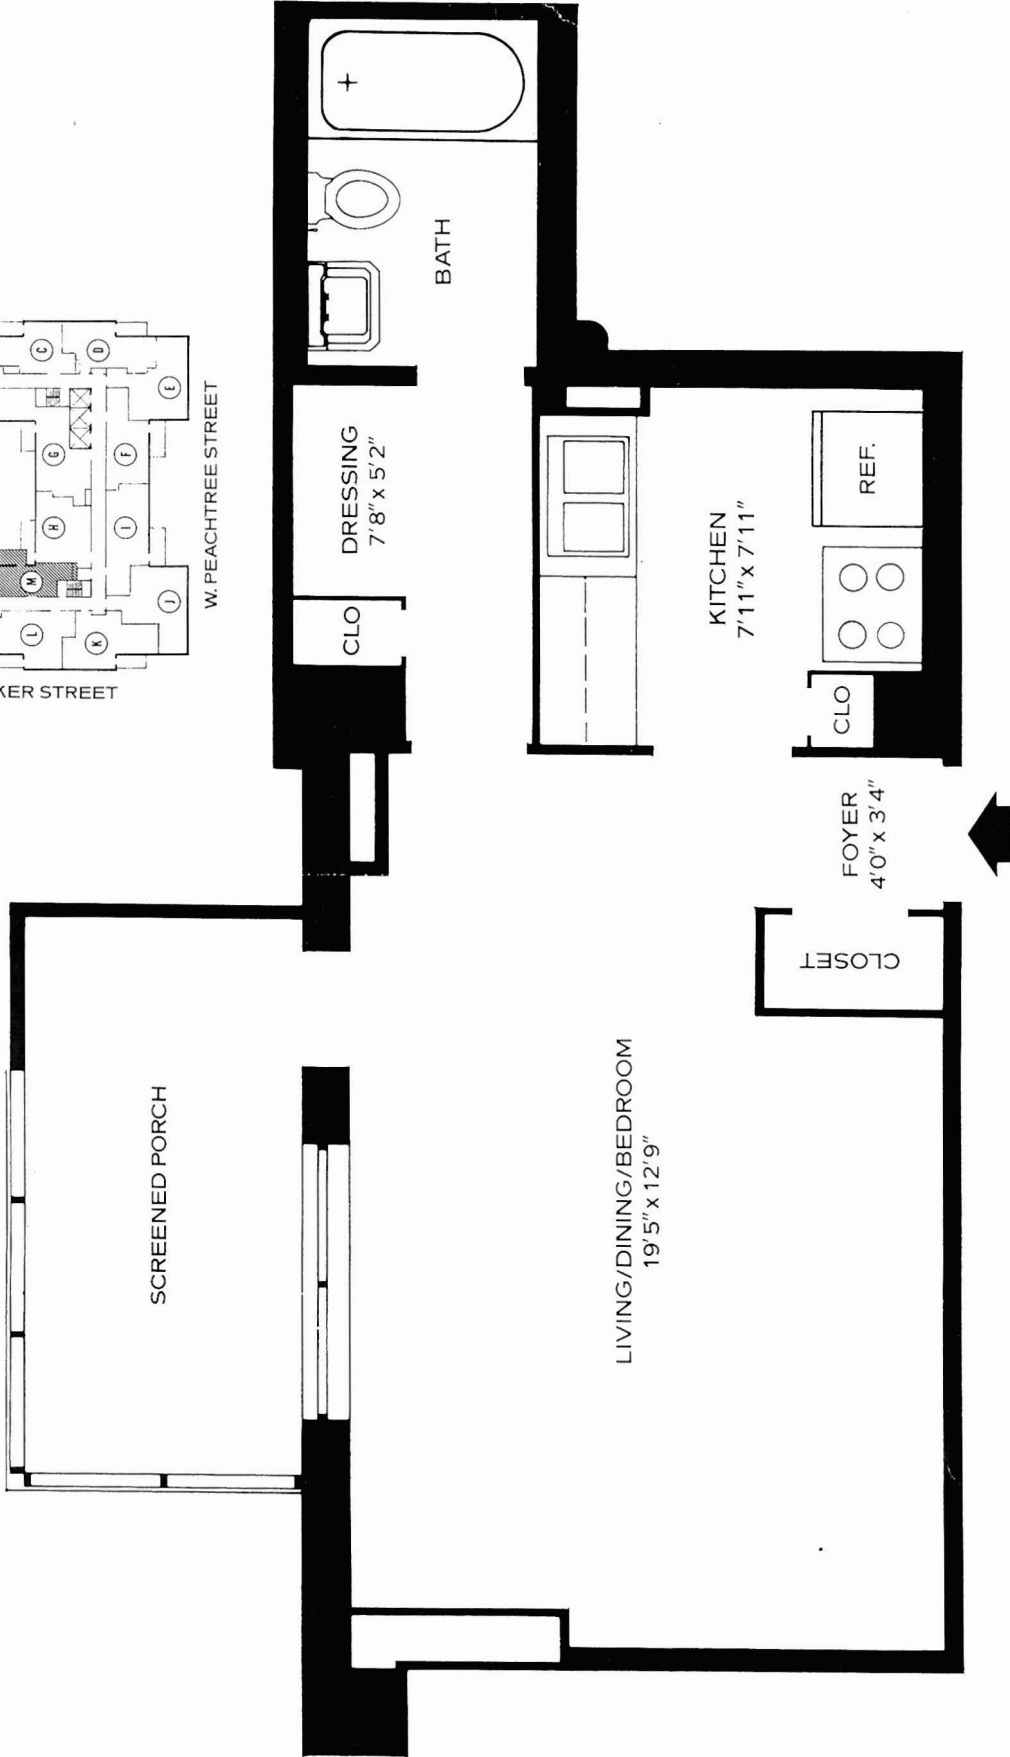 C
D
E
G
F
H
I
M
J
L
K
W. PEACHTREE STREET
KER STREET
BATH
DRESSING
7'8" x 5'2"
CLO
KITCHEN
7'11" x 7'11"
REF.
CLO
FOYER
4'0" x 3'4"
CLOSET
SCREENED PORCH
LIVING/DINING/BEDROOM
19'5" x 12'9"